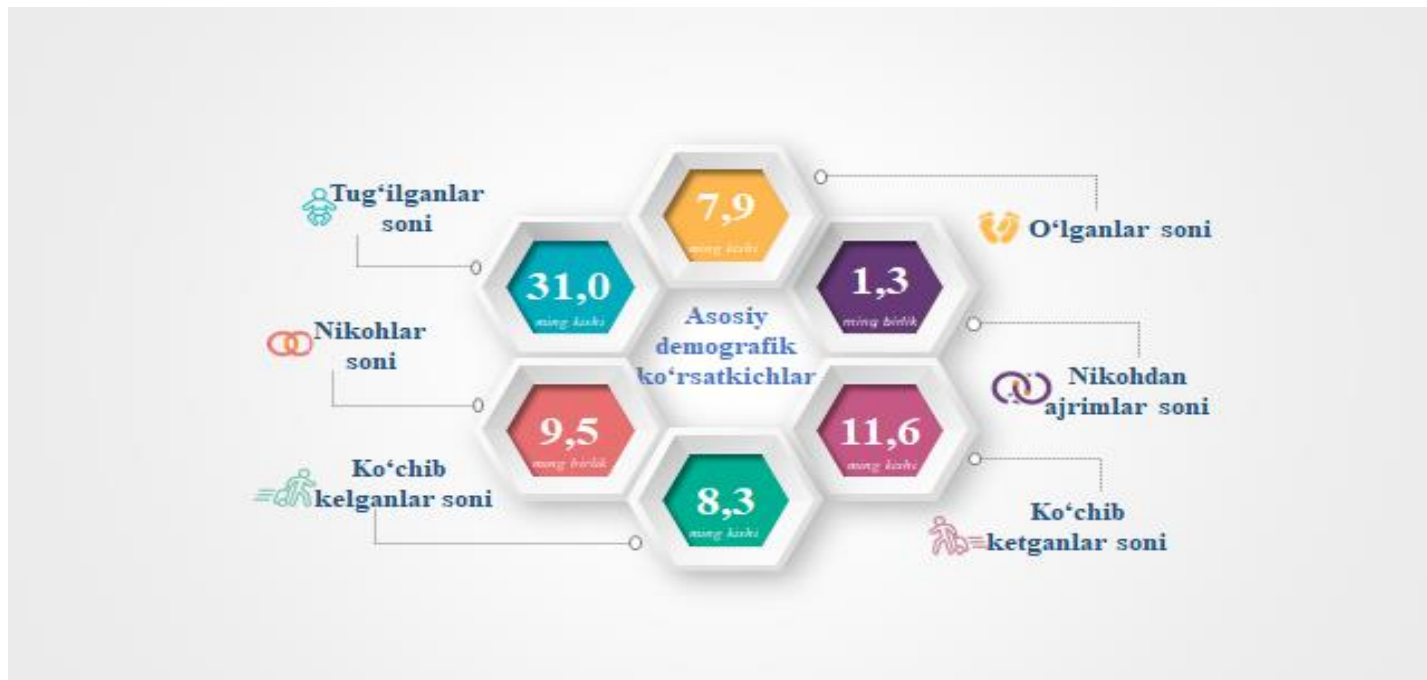 Tug‘ilganlar
soni
31,0
ming kishi
7,9
ming kishi
O‘lganlar soni
1,3
ming birlik
Nikohdan
ajrimlar soni
Nikohlar
soni
9,5
ming birlik
Asosiy
demografik
ko‘rsatkichlar
11,6
ming kishi
Ko‘chib
ketganlar soni
Ko‘chib
kelganlar soni
8,3
ming kishi